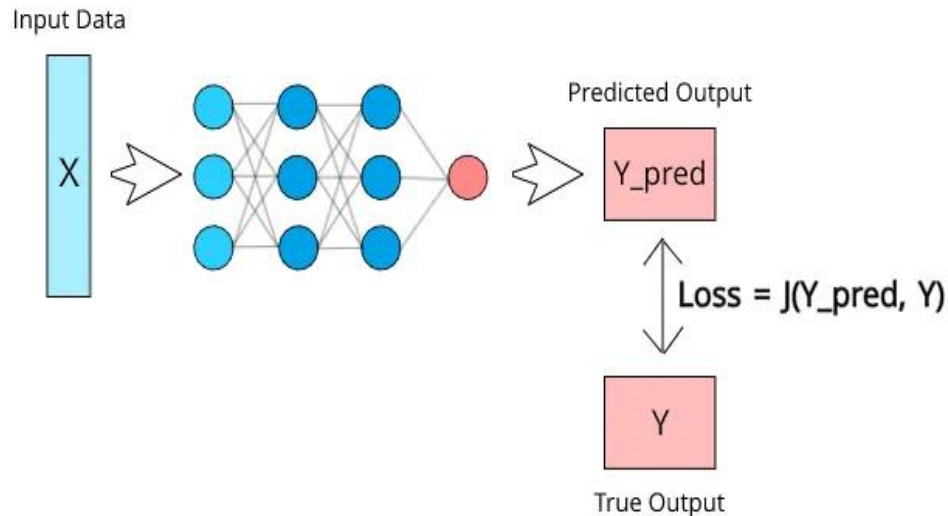 Input Data
X
Predicted Output
Y_pred
Loss = J(Y_pred, Y)
Y
True Output